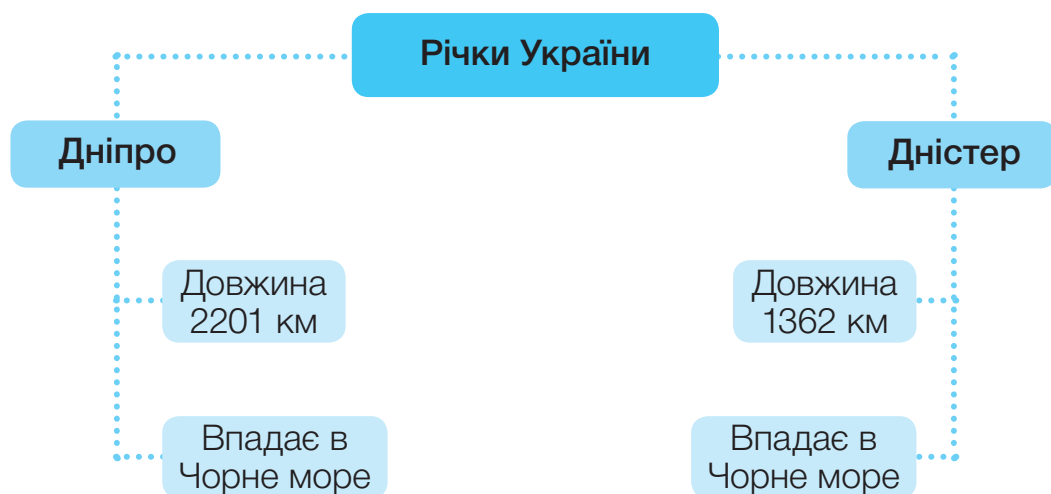 Річки України
Дніпро
Дністер
Довжина
2201 км
Довжина
1362 км
Впадає в
Чорне море
Впадає в
Чорне море